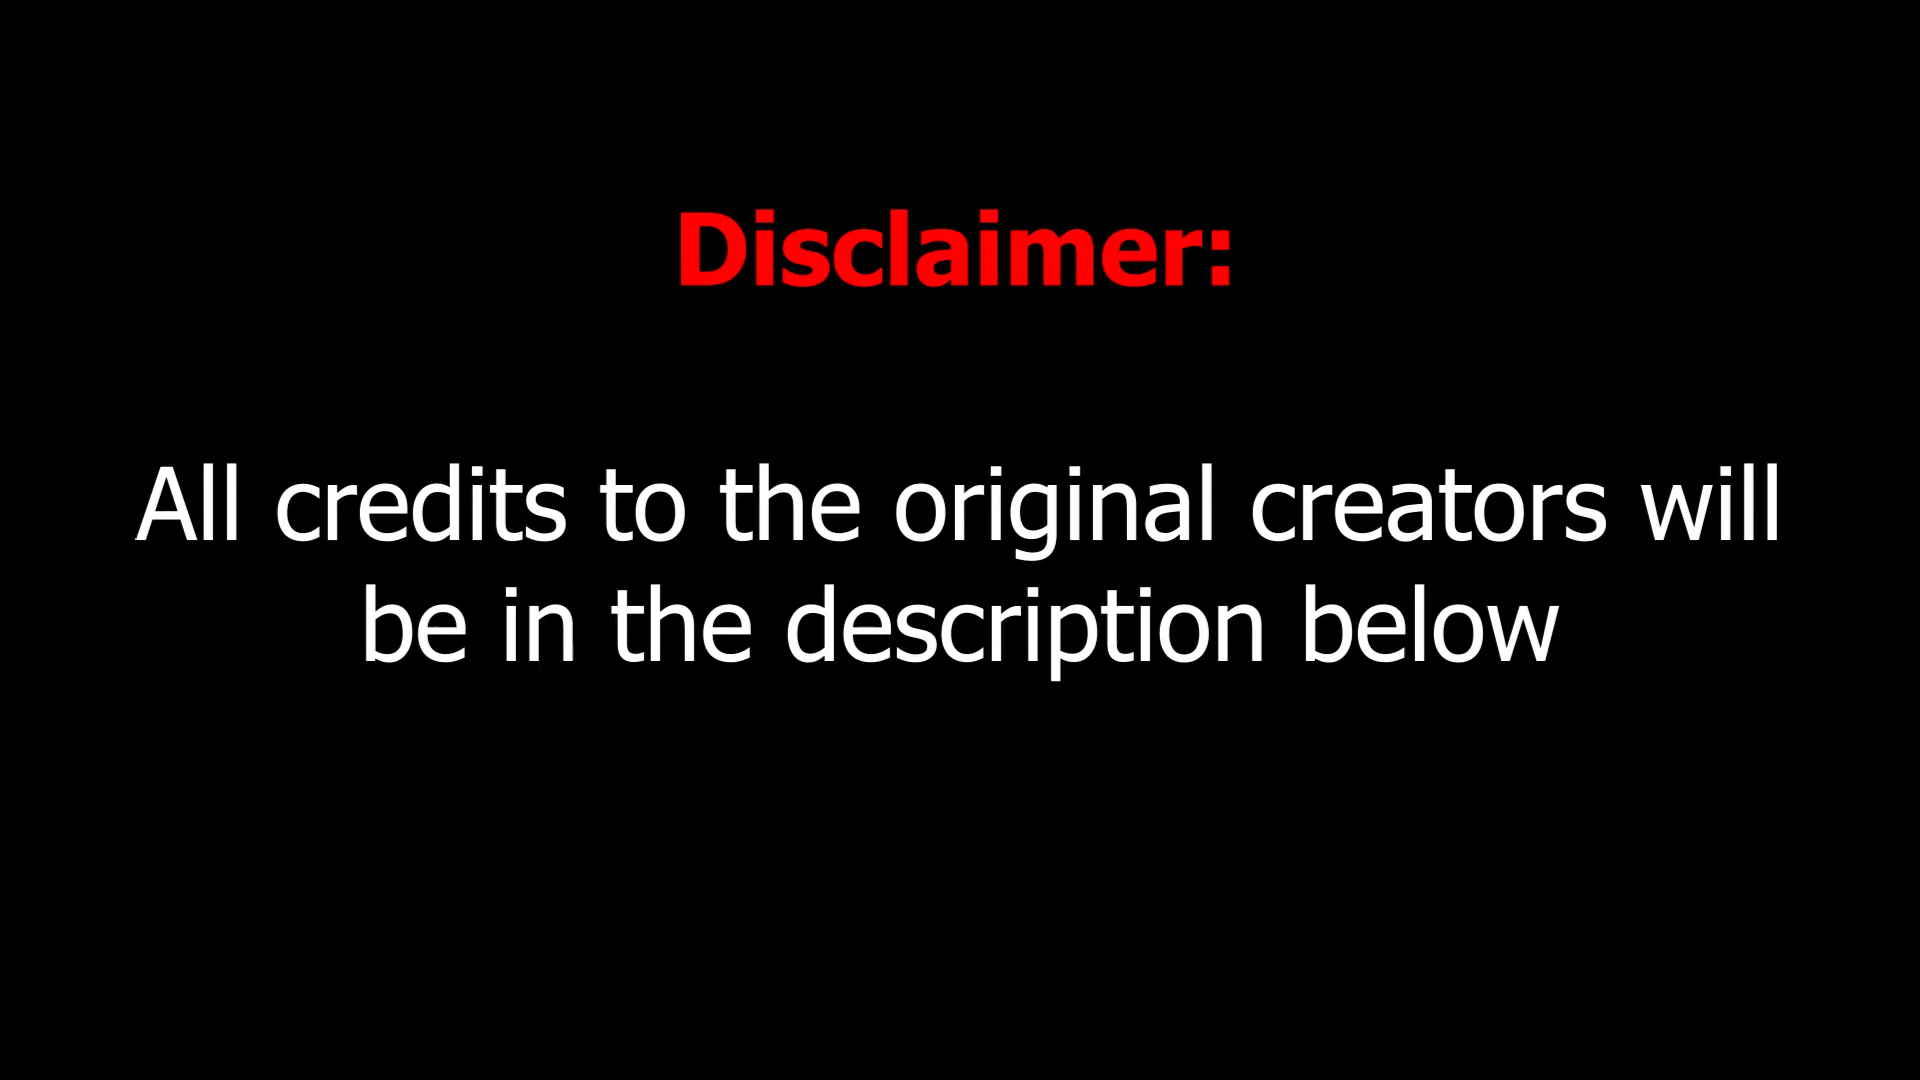 Disclaimer:
All credits to the original creators will
be in the description below